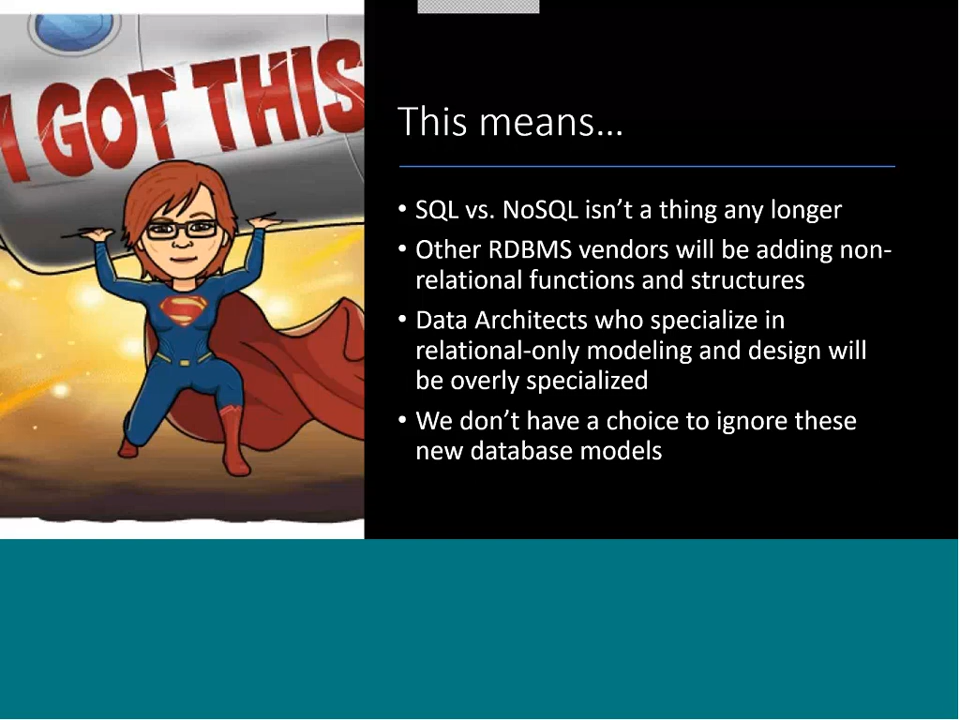 I GOT THIS
This means...
• SQL vs. NoSQL isn't a thing any longer
• Other RDBMS vendors will be adding non-
relational functions and structures
• Data Architects who specialize in
relational-only modeling and design will
be overly specialized
• We don't have a choice to ignore these
new database models